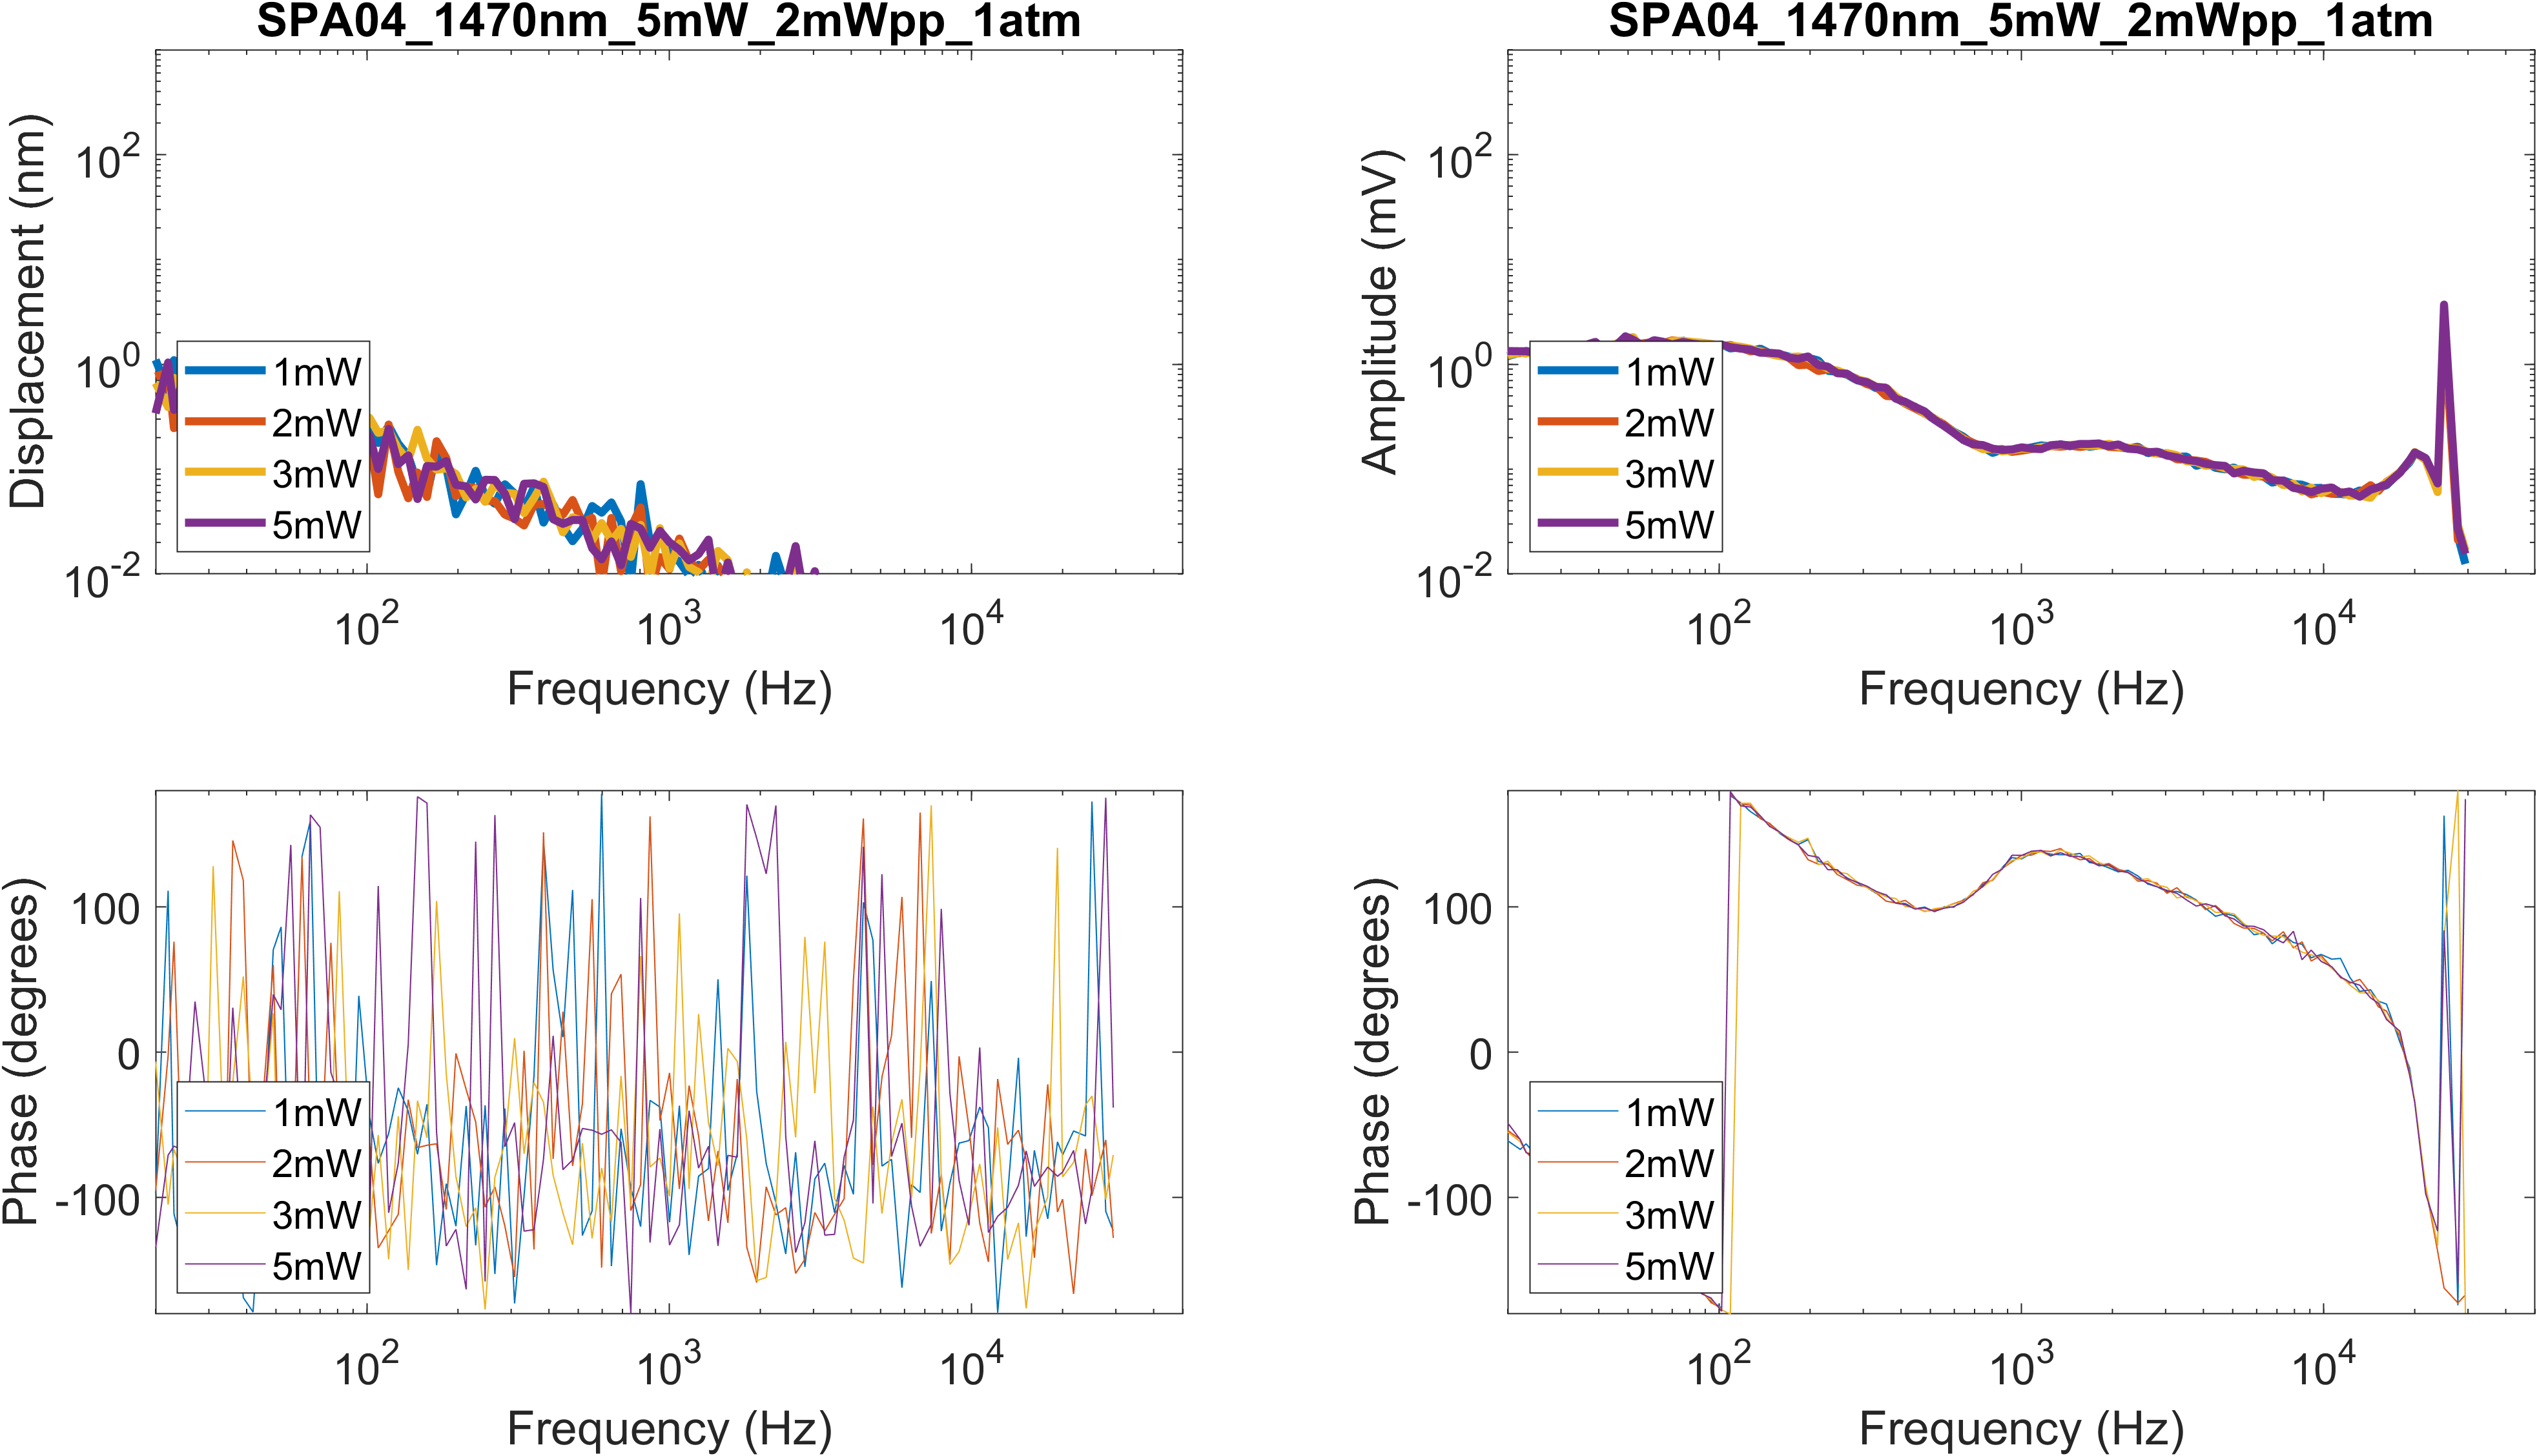 SPA04_1470nm_5mW_2mWpp_1atm
Displacement (nm)
10^2
10^0
10^-2
1mW
2mW
3mW
5mW
10^2 10^3 10^4
Frequency (Hz)
SPA04_1470nm_5mW_2mWpp_1atm
Amplitude (mV)
10^2
10^0
10^-2
1mW
2mW
3mW
5mW
10^2 10^3 10^4
Frequency (Hz)
Phase (degrees)
100
0
-100
1mW
2mW
3mW
5mW
10^2 10^3 10^4
Frequency (Hz)
Phase (degrees)
100
0
-100
1mW
2mW
3mW
5mW
10^2 10^3 10^4
Frequency (Hz)